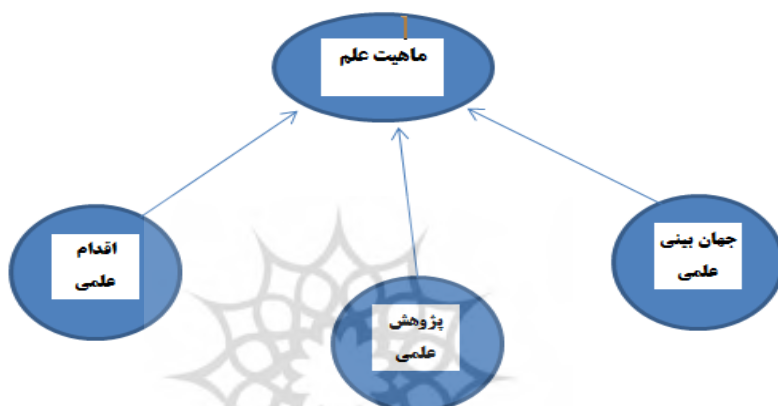 ماهیت علم
جهان بینی
علمی
پژوهش
علمی
اقدام
علمی